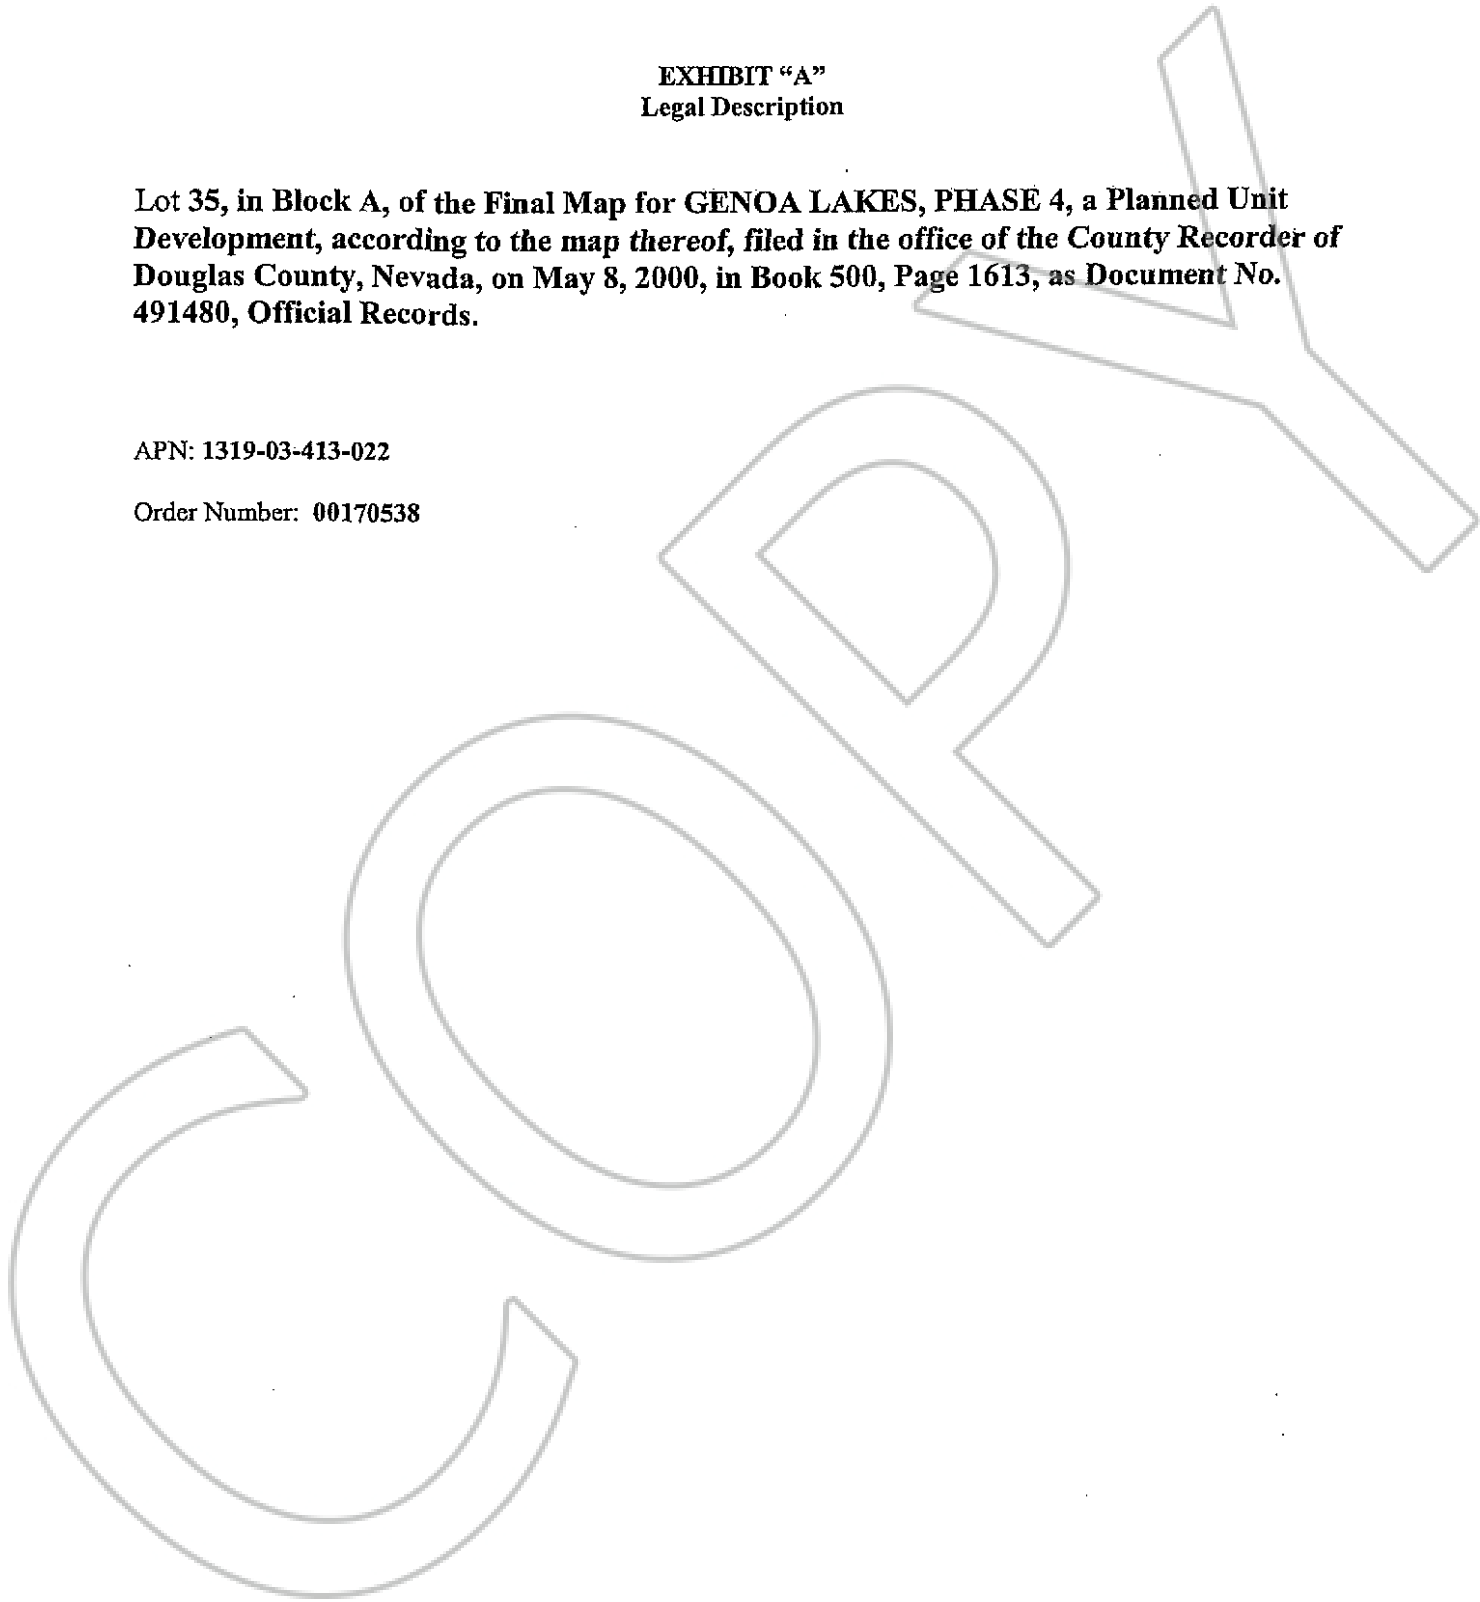 EXHIBIT “A”
Legal Description
Lot 35, in Block A, of the Final Map for GENOA LAKES, PHASE 4, a Planned Unit
Development, according to the map thereof, filed in the office of the County Recorder of
Douglas County, Nevada, on May 8, 2000, in Book 500, Page 1613, as Document No.
491480, Official Records.
APN: 1319-03-413-022
Order Number: 00170538
COPY